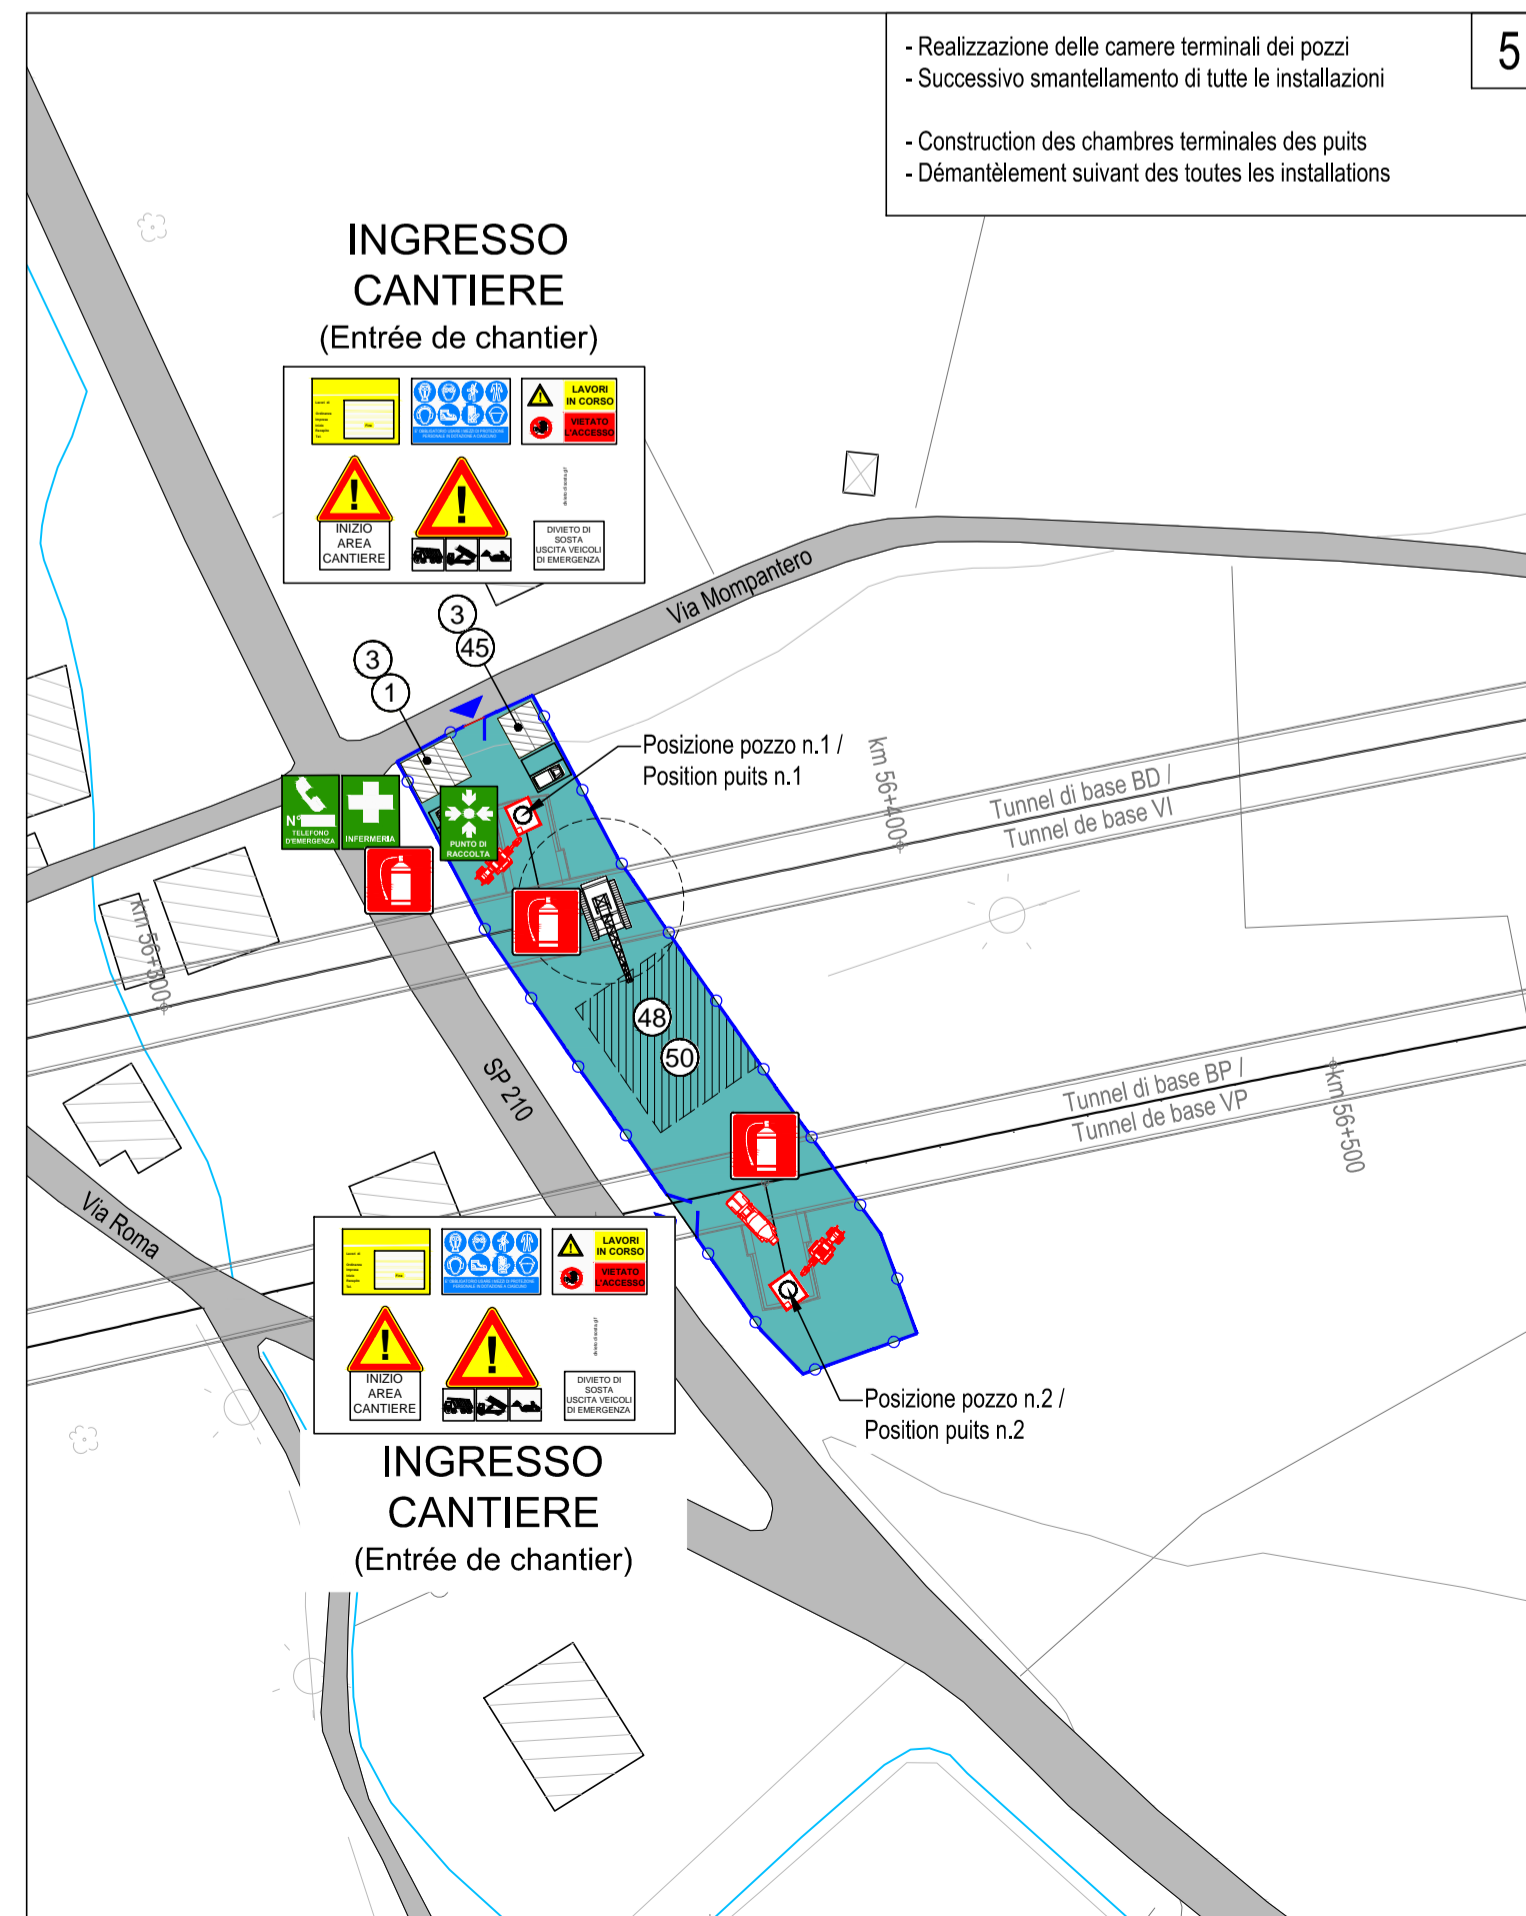 - Realizzazione delle camere terminali dei pozzi
- Successivo smantellamento di tutte le installazioni
- Construction des chambres terminales des puits
- Démantèlement suivant des toutes les installations
5
INGRESSO
CANTIERE
(Entrée de chantier)
LAVORI
IN CORSO
VIETATO
L'ACCESSO
INIZIO
AREA
CANTIERE
DIVIETO DI
SOSTA
USCITA VEICOLI
DI EMERGENZA
Via Mompantero
3
45
3
1
Posizione pozzo n.1 /
Position puits n.1
km 56+400
Tunnel di base BD /
Tunnel de base VI
N°
TELEFONO
D'EMERGENZA
INFERMERIA
PUNTO DI
RACCOLTA
km 56+300
48
50
SP 210
Tunnel di base BP /
Tunnel de base VP
km 56+500
Via Roma
LAVORI
IN CORSO
VIETATO
L'ACCESSO
INIZIO
AREA
CANTIERE
DIVIETO DI
SOSTA
USCITA VEICOLI
DI EMERGENZA
Posizione pozzo n.2 /
Position puits n.2
INGRESSO
CANTIERE
(Entrée de chantier)